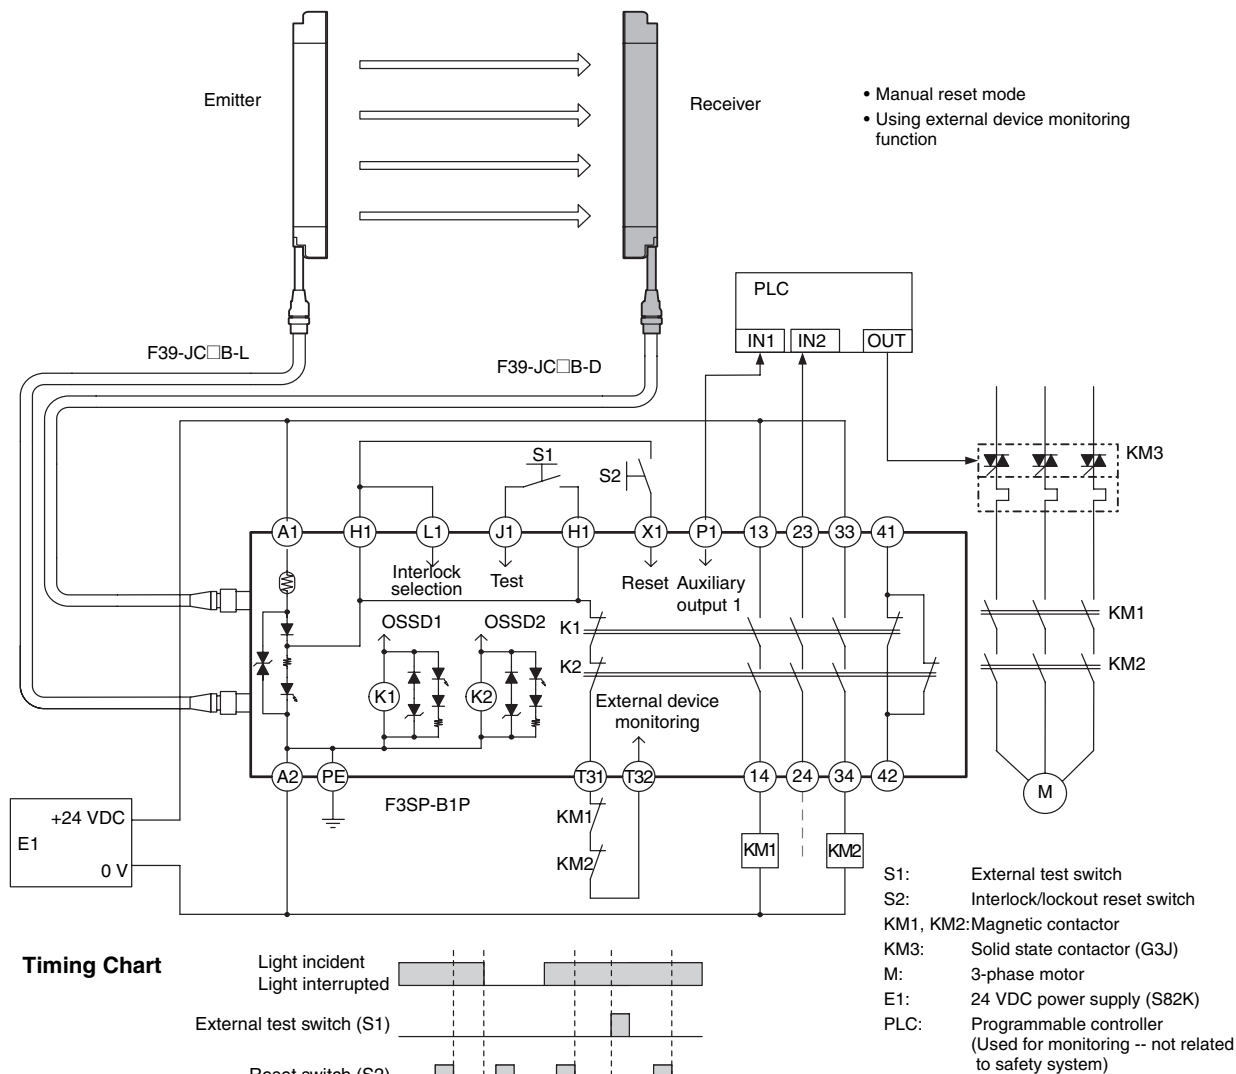 Emitter
Receiver
• Manual reset mode
• Using external device monitoring
function
PLC
IN1 IN2 OUT
F39-JC□B-L
F39-JC□B-D
KM3
S1
S2
A1 H1 L1 J1 H1 X1 P1 13 23 33 41
Interlock
selection
Test
Reset
Auxiliary
output 1
OSSD1 OSSD2
K1
K2
K1 K2
KM1
KM2
External device
monitoring
A2 PE T31 T32 14 24 34 42
M
F3SP-B1P
KM1
KM2
KM1 KM2
+24 VDC
E1
0 V
S1: External test switch
S2: Interlock/lockout reset switch
KM1, KM2: Magnetic contactor
KM3: Solid state contactor (G3J)
M: 3-phase motor
E1: 24 VDC power supply (S82K)
PLC: Programmable controller
(Used for monitoring -- not related
to safety system)
Timing Chart
Light incident
Light interrupted
External test switch (S1)
Reset switch (S2)